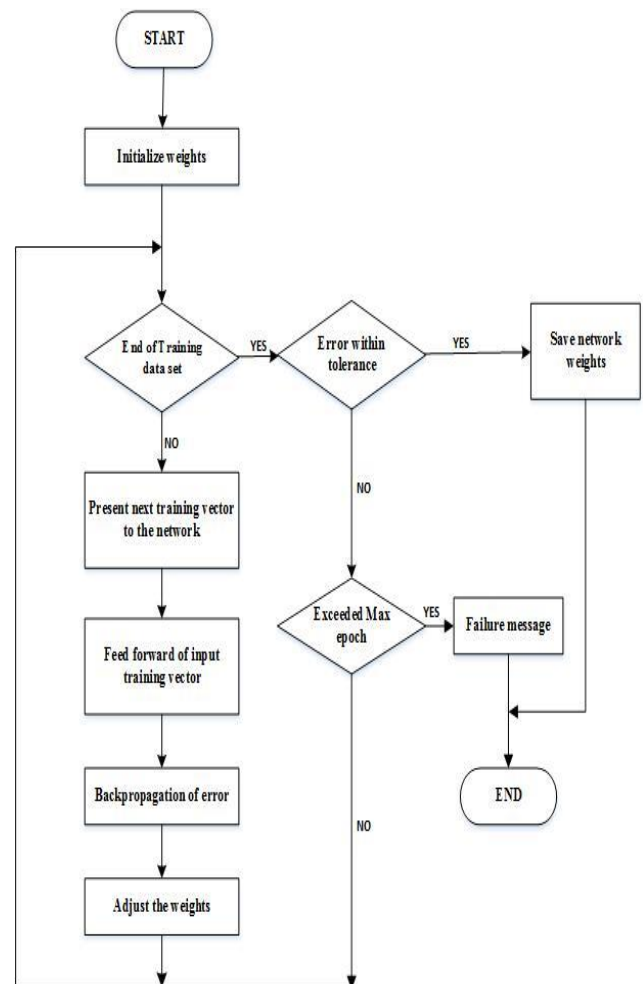 START
Initialize weights
End of Training
data set
YES
Error within
tolerance
YES
Save network
weights
NO
Present next training vector
to the network
NO
Exceeded Max
epoch
YES
Failure message
Feed forward of input
training vector
Backpropagation of error
END
NO
Adjust the weights